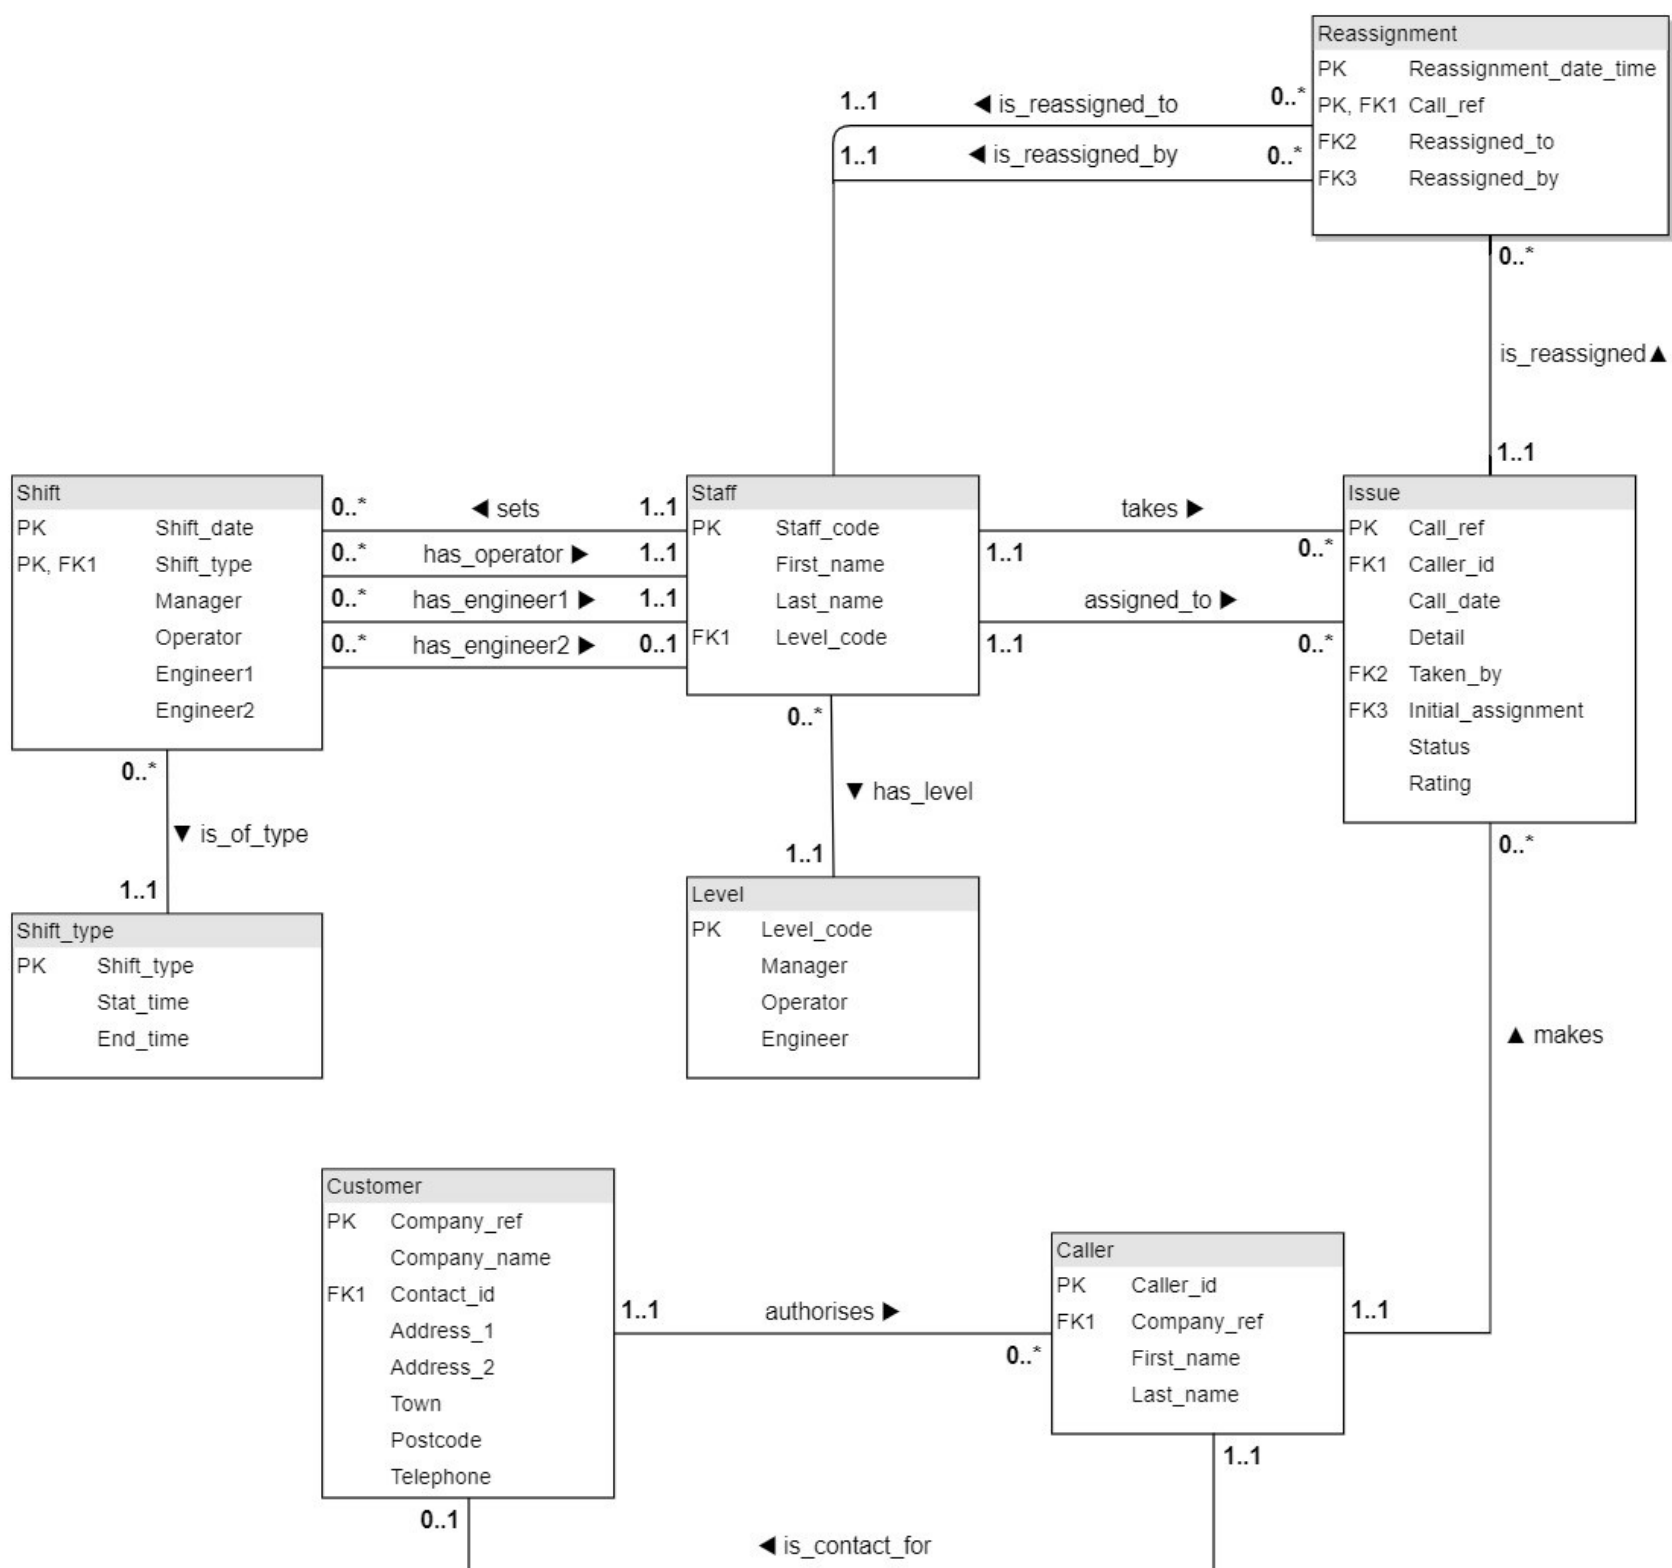 Reassignment
PK Reassignment_date_time
PK, FK1 Call_ref
FK2 Reassigned_to
FK3 Reassigned_by
1..1 ◄ is_reassigned_to 0..*
1..1 ◄ is_reassigned_by 0..*
0..*
is_reassigned▲
1..1
Shift
PK Shift_date
PK, FK1 Shift_type
Manager
Operator
Engineer1
Engineer2
0..* ◄ sets 1..1
0..* has_operator ► 1..1
0..* has_engineer1 ► 1..1
0..* has_engineer2 ► 0..1
Staff
PK Staff_code
First_name
Last_name
FK1 Level_code
takes ►
1..1 0..*
assigned_to ►
1..1 0..*
Issue
PK Call_ref
FK1 Caller_id
Call_date
Detail
FK2 Taken_by
FK3 Initial_assignment
Status
Rating
0..*
▼ is_of_type
1..1
0..*
▼ has_level
1..1
0..*
▲ makes
Shift_type
PK Shift_type
Stat_time
End_time
Level
PK Level_code
Manager
Operator
Engineer
Customer
PK Company_ref
Company_name
FK1 Contact_id
Address_1
Address_2
Town
Postcode
Telephone
1..1 authorises ►
0..*
Caller
PK Caller_id
FK1 Company_ref
First_name
Last_name
1..1
1..1
0..1
◄ is_contact_for